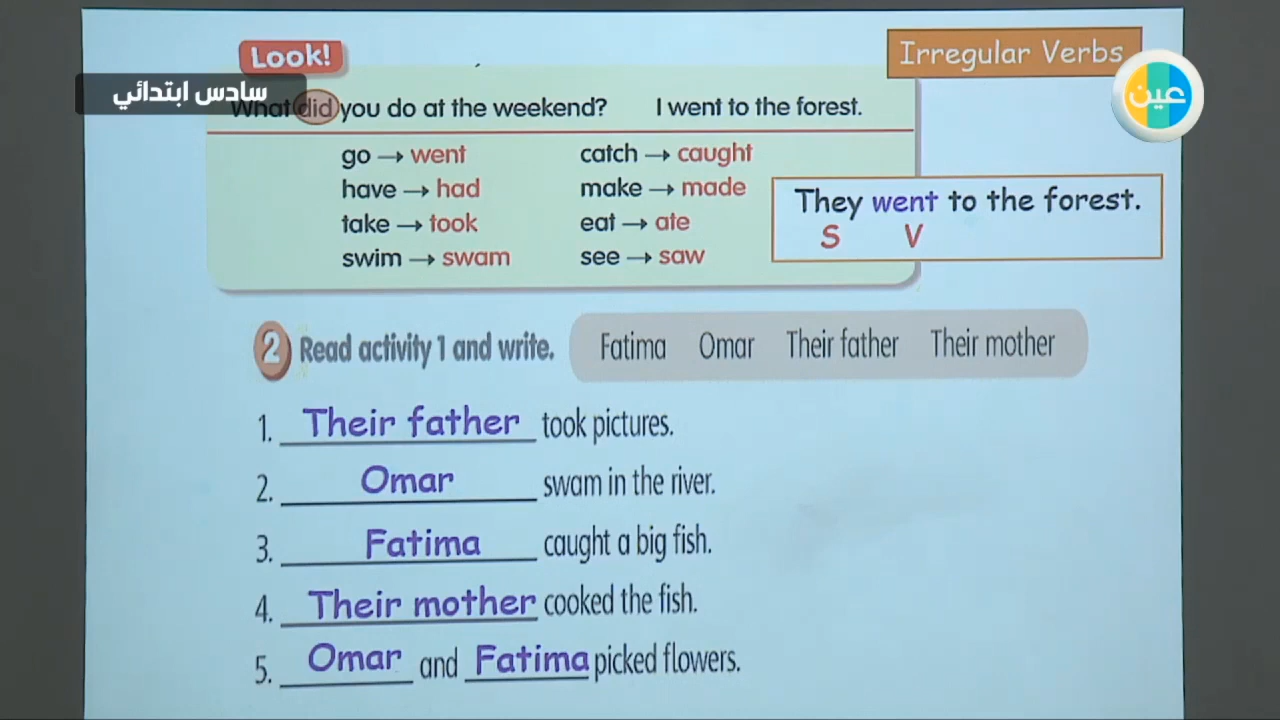 Look!
Irregular Verbs
سادس ابتدائي
عين
What did you do at the weekend? I went to the forest.
go → went catch → caught
have → had make → made
take → took eat → ate
swim → swam see → saw
They went to the forest.
S V
2 Read activity 1 and write. Fatima Omar Their father Their mother
1. Their father took pictures.
2. Omar swam in the river.
3. Fatima caught a big fish.
4. Their mother cooked the fish.
5. Omar and Fatima picked flowers.